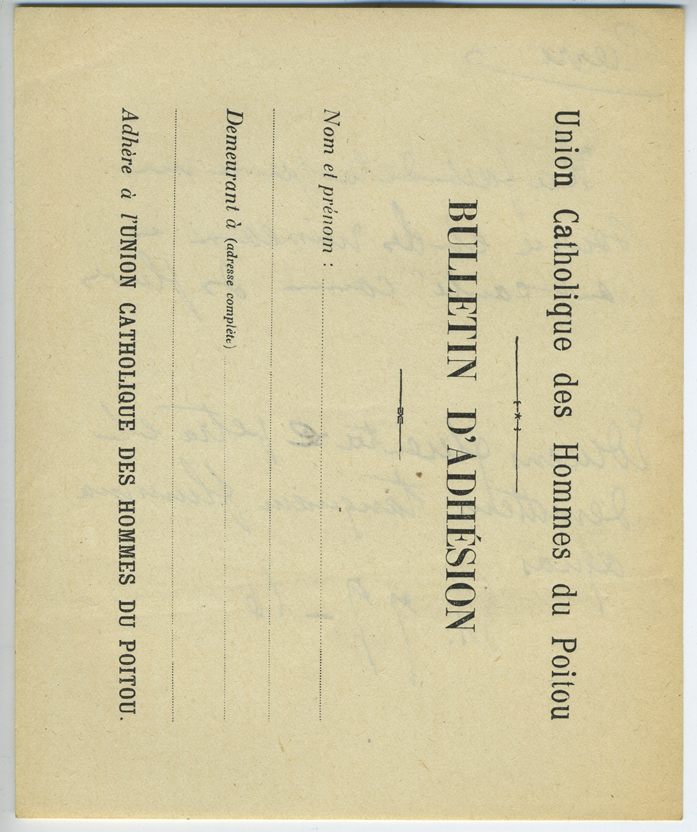 Union Catholique des Hommes du Poitou
BULLETIN D'ADHÉSION
Nom et prénom :
Demeurant à (adresse complète)
Adhère à l'UNION CATHOLIQUE DES HOMMES DU POITOU.